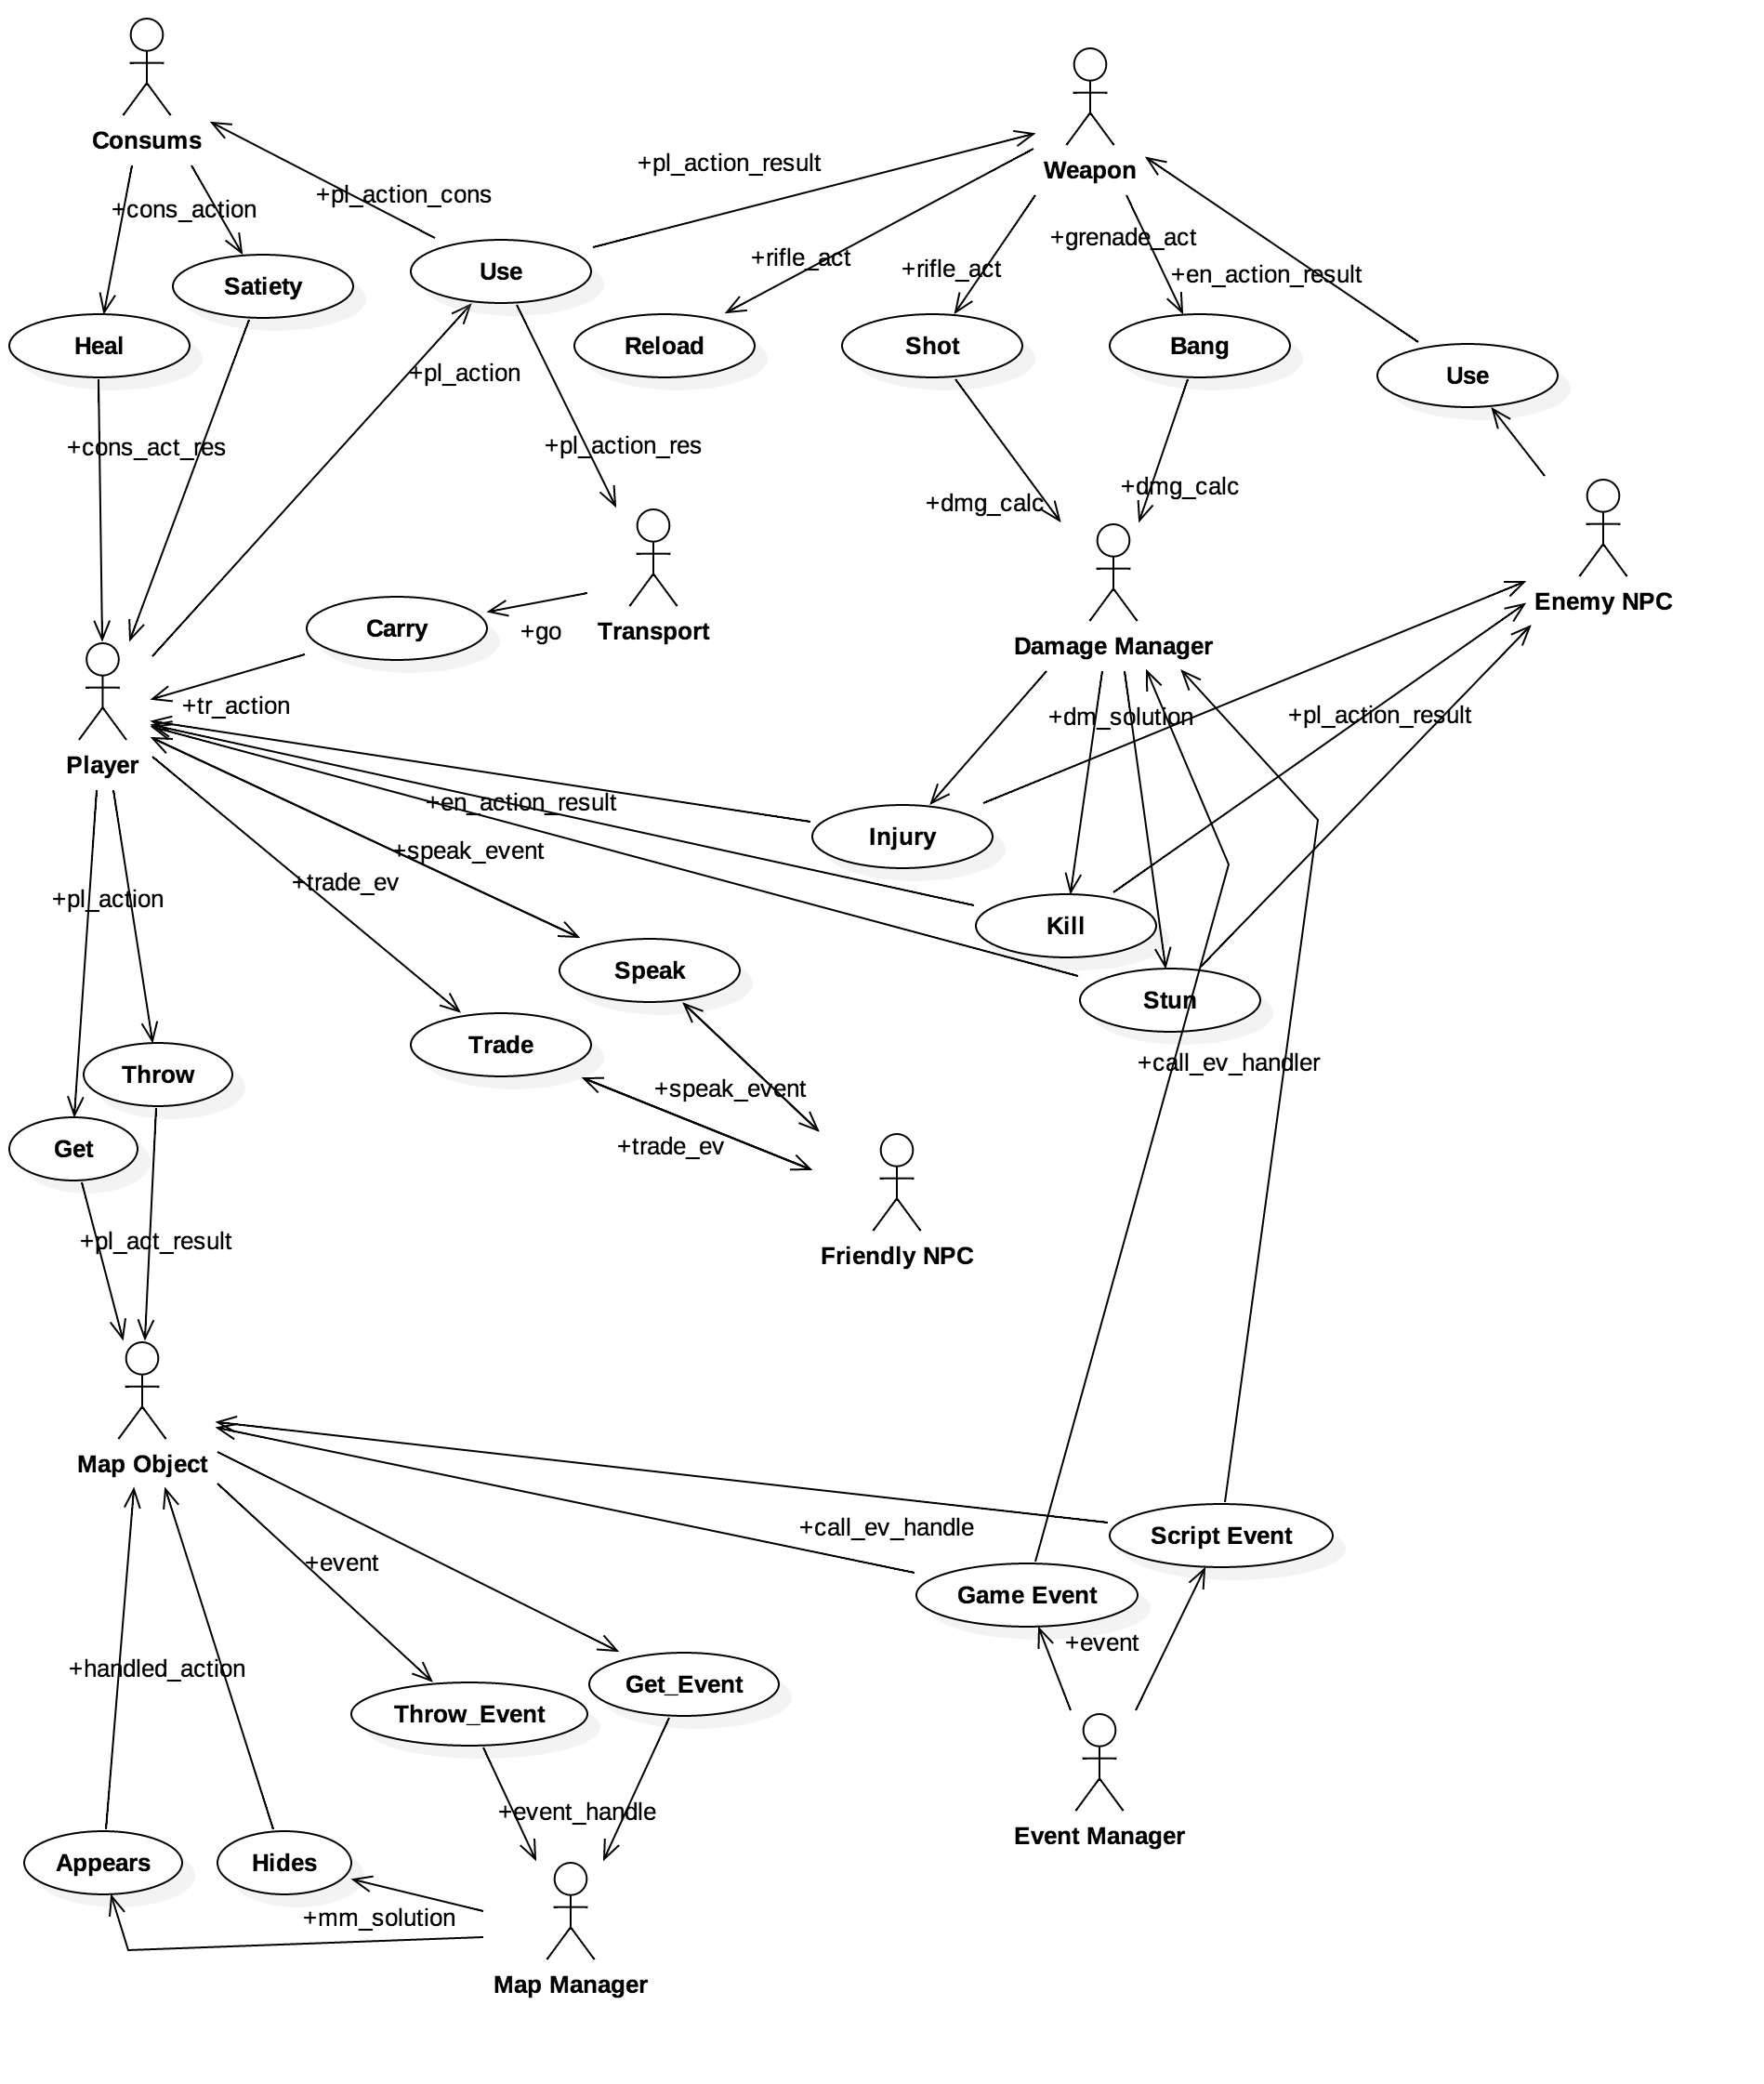 Consums
Weapon
+pl_action_result
+pl_action_cons
+cons_action
+grenade_act
+rifle_act
+rifle_act
+en_action_result
Use
Satiety
Heal
Reload
Shot
Bang
Use
+pl_action
+cons_act_res
+pl_action_res
+dmg_calc
+dmg_calc
Enemy NPC
Carry
+go
Transport
Damage Manager
+tr_action
+dm_solution
+pl_action_result
Player
+en_action_result
Injury
+speak_event
+trade_ev
+pl_action
Kill
Speak
Stun
Trade
+call_ev_handler
Throw
+speak_event
Get
+trade_ev
+pl_act_result
Friendly NPC
Map Object
+call_ev_handle
Script Event
+event
Game Event
+event
+handled_action
Get_Event
Throw_Event
+event_handle
Event Manager
Appears
Hides
+mm_solution
Map Manager